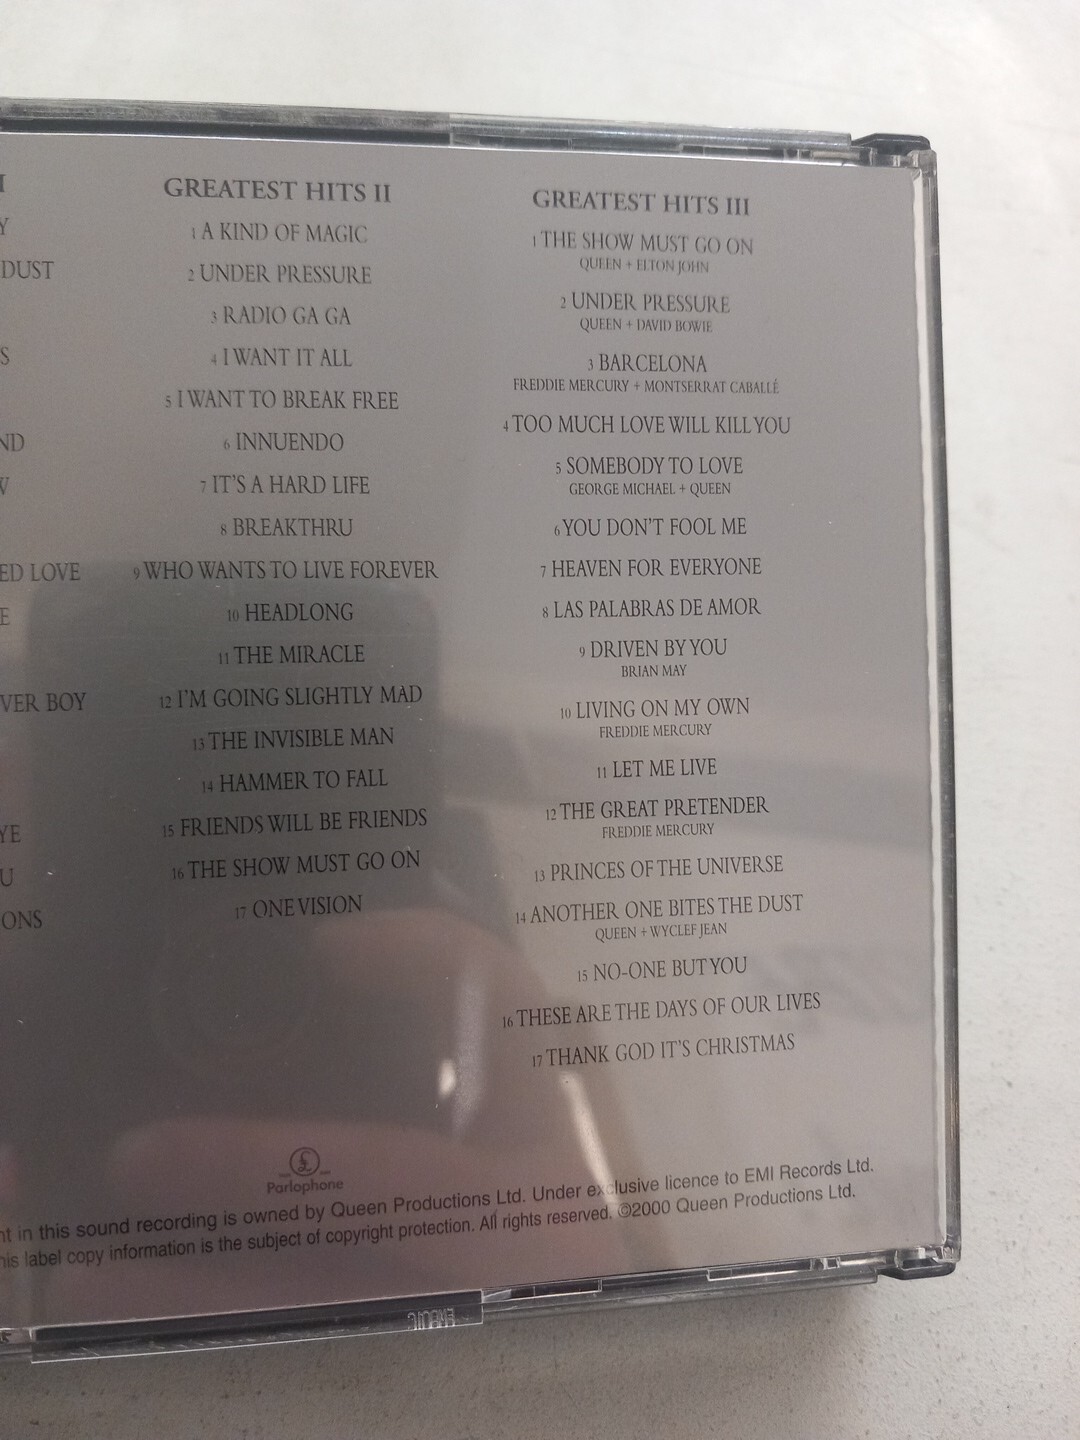 I
Y
DUST
S
ND
W
ED LOVE
E
VER BOY
YE
U
ONS
GREATEST HITS II
1 A KIND OF MAGIC
2 UNDER PRESSURE
3 RADIO GA GA
4 I WANT IT ALL
5 I WANT TO BREAK FREE
6 INNUENDO
7 IT'S A HARD LIFE
8 BREAKTHRU
9 WHO WANTS TO LIVE FOREVER
10 HEADLONG
11 THE MIRACLE
12 I'M GOING SLIGHTLY MAD
13 THE INVISIBLE MAN
14 HAMMER TO FALL
15 FRIENDS WILL BE FRIENDS
16 THE SHOW MUST GO ON
17 ONE VISION
GREATEST HITS III
1 THE SHOW MUST GO ON
QUEEN + ELTON JOHN
2 UNDER PRESSURE
QUEEN + DAVID BOWIE
3 BARCELONA
FREDDIE MERCURY + MONTSERRAT CABALLÉ
4 TOO MUCH LOVE WILL KILL YOU
5 SOMEBODY TO LOVE
GEORGE MICHAEL + QUEEN
6 YOU DON'T FOOL ME
7 HEAVEN FOR EVERYONE
8 LAS PALABRAS DE AMOR
9 DRIVEN BY YOU
BRIAN MAY
10 LIVING ON MY OWN
FREDDIE MERCURY
11 LET ME LIVE
12 THE GREAT PRETENDER
FREDDIE MERCURY
13 PRINCES OF THE UNIVERSE
14 ANOTHER ONE BITES THE DUST
QUEEN + WYCLEF JEAN
15 NO-ONE BUT YOU
16 THESE ARE THE DAYS OF OUR LIVES
17 THANK GOD IT'S CHRISTMAS
£
Parlophone
ht in this sound recording is owned by Queen Productions Ltd. Under exclusive licence to EMI Records Ltd.
his label copy information is the subject of copyright protection. All rights reserved. ©2000 Queen Productions Ltd.